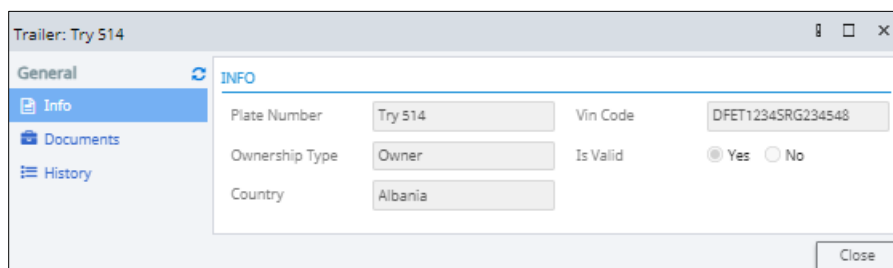 Trailer: Try 514
General
Info
Documents
History
INFO
Plate Number Try 514 Vin Code DFET1234SRG234548
Ownership Type Owner Is Valid Yes No
Country Albania
Close